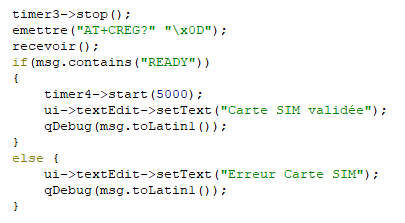 timer3->stop();
emettre("AT+CREG?" "\x0D");
recevoir();
if(msg.contains("READY"))
{
timer4->start(5000);
ui->textEdit->setText("Carte SIM validée");
qDebug(msg.toLatin1());
}
else {
ui->textEdit->setText("Erreur Carte SIM");
qDebug(msg.toLatin1());
}